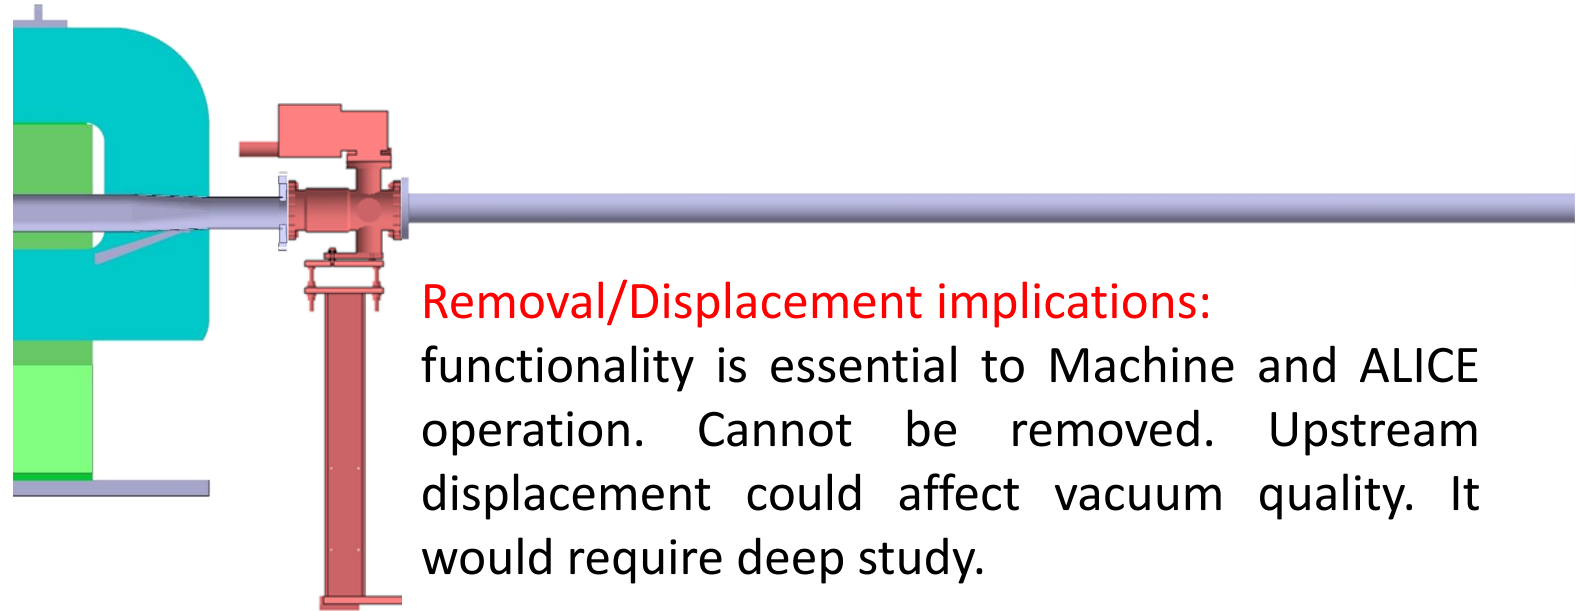 Removal/Displacement implications:
functionality is essential to Machine and ALICE
operation. Cannot be removed. Upstream
displacement could affect vacuum quality. It
would require deep study.